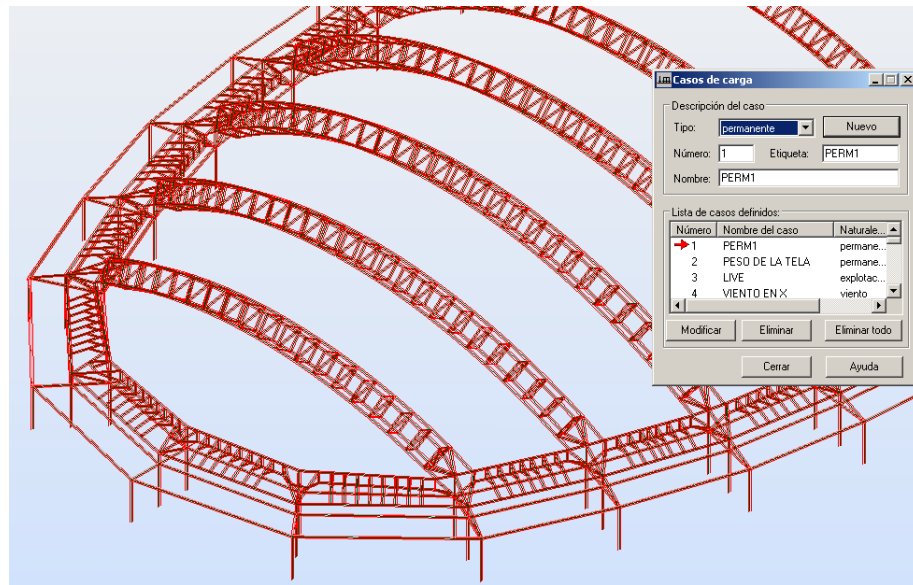 Casos de carga
Descripción del caso
Tipo: permanente Nuevo
Número: 1 Etiqueta: PERM1
Nombre: PERM1
Lista de casos definidos:
Número Nombre del caso Naturale...
1 PERM1 permane...
2 PESO DE LA TELA permane...
3 LIVE explotac...
4 VIENTO EN X viento
Modificar Eliminar Eliminar todo
Cerrar Ayuda